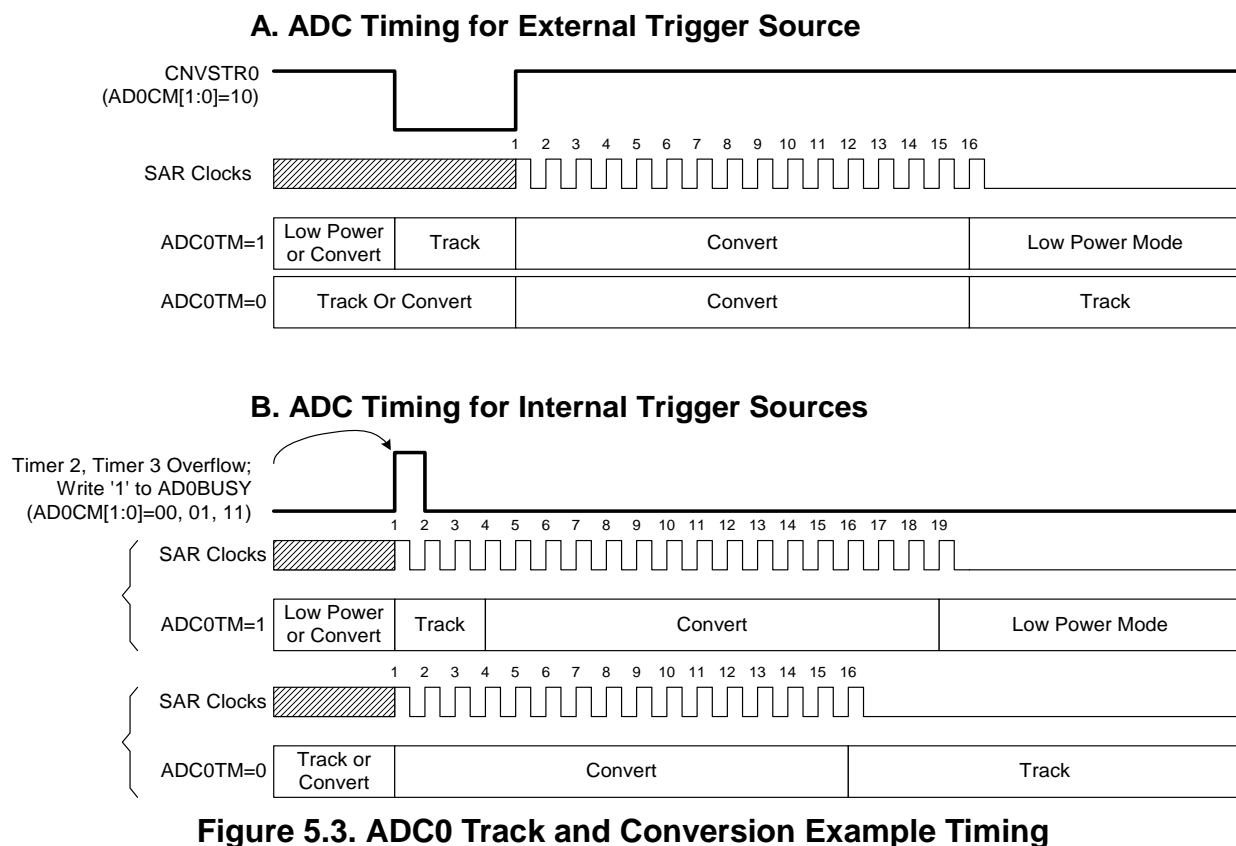 A. ADC Timing for External Trigger Source
CNVSTR0
(AD0CM[1:0]=10)
1 2 3 4 5 6 7 8 9 10 11 12 13 14 15 16
SAR Clocks
ADC0TM=1
Low Power
or Convert
Track
Convert
Low Power Mode
ADC0TM=0
Track Or Convert
Convert
Track
B. ADC Timing for Internal Trigger Sources
Timer 2, Timer 3 Overflow;
Write '1' to AD0BUSY
(AD0CM[1:0]=00, 01, 11)
1 2 3 4 5 6 7 8 9 10 11 12 13 14 15 16 17 18 19
SAR Clocks
ADC0TM=1
Low Power
or Convert
Track
Convert
Low Power Mode
1 2 3 4 5 6 7 8 9 10 11 12 13 14 15 16
SAR Clocks
ADC0TM=0
Track or
Convert
Convert
Track
Figure 5.3. ADC0 Track and Conversion Example Timing